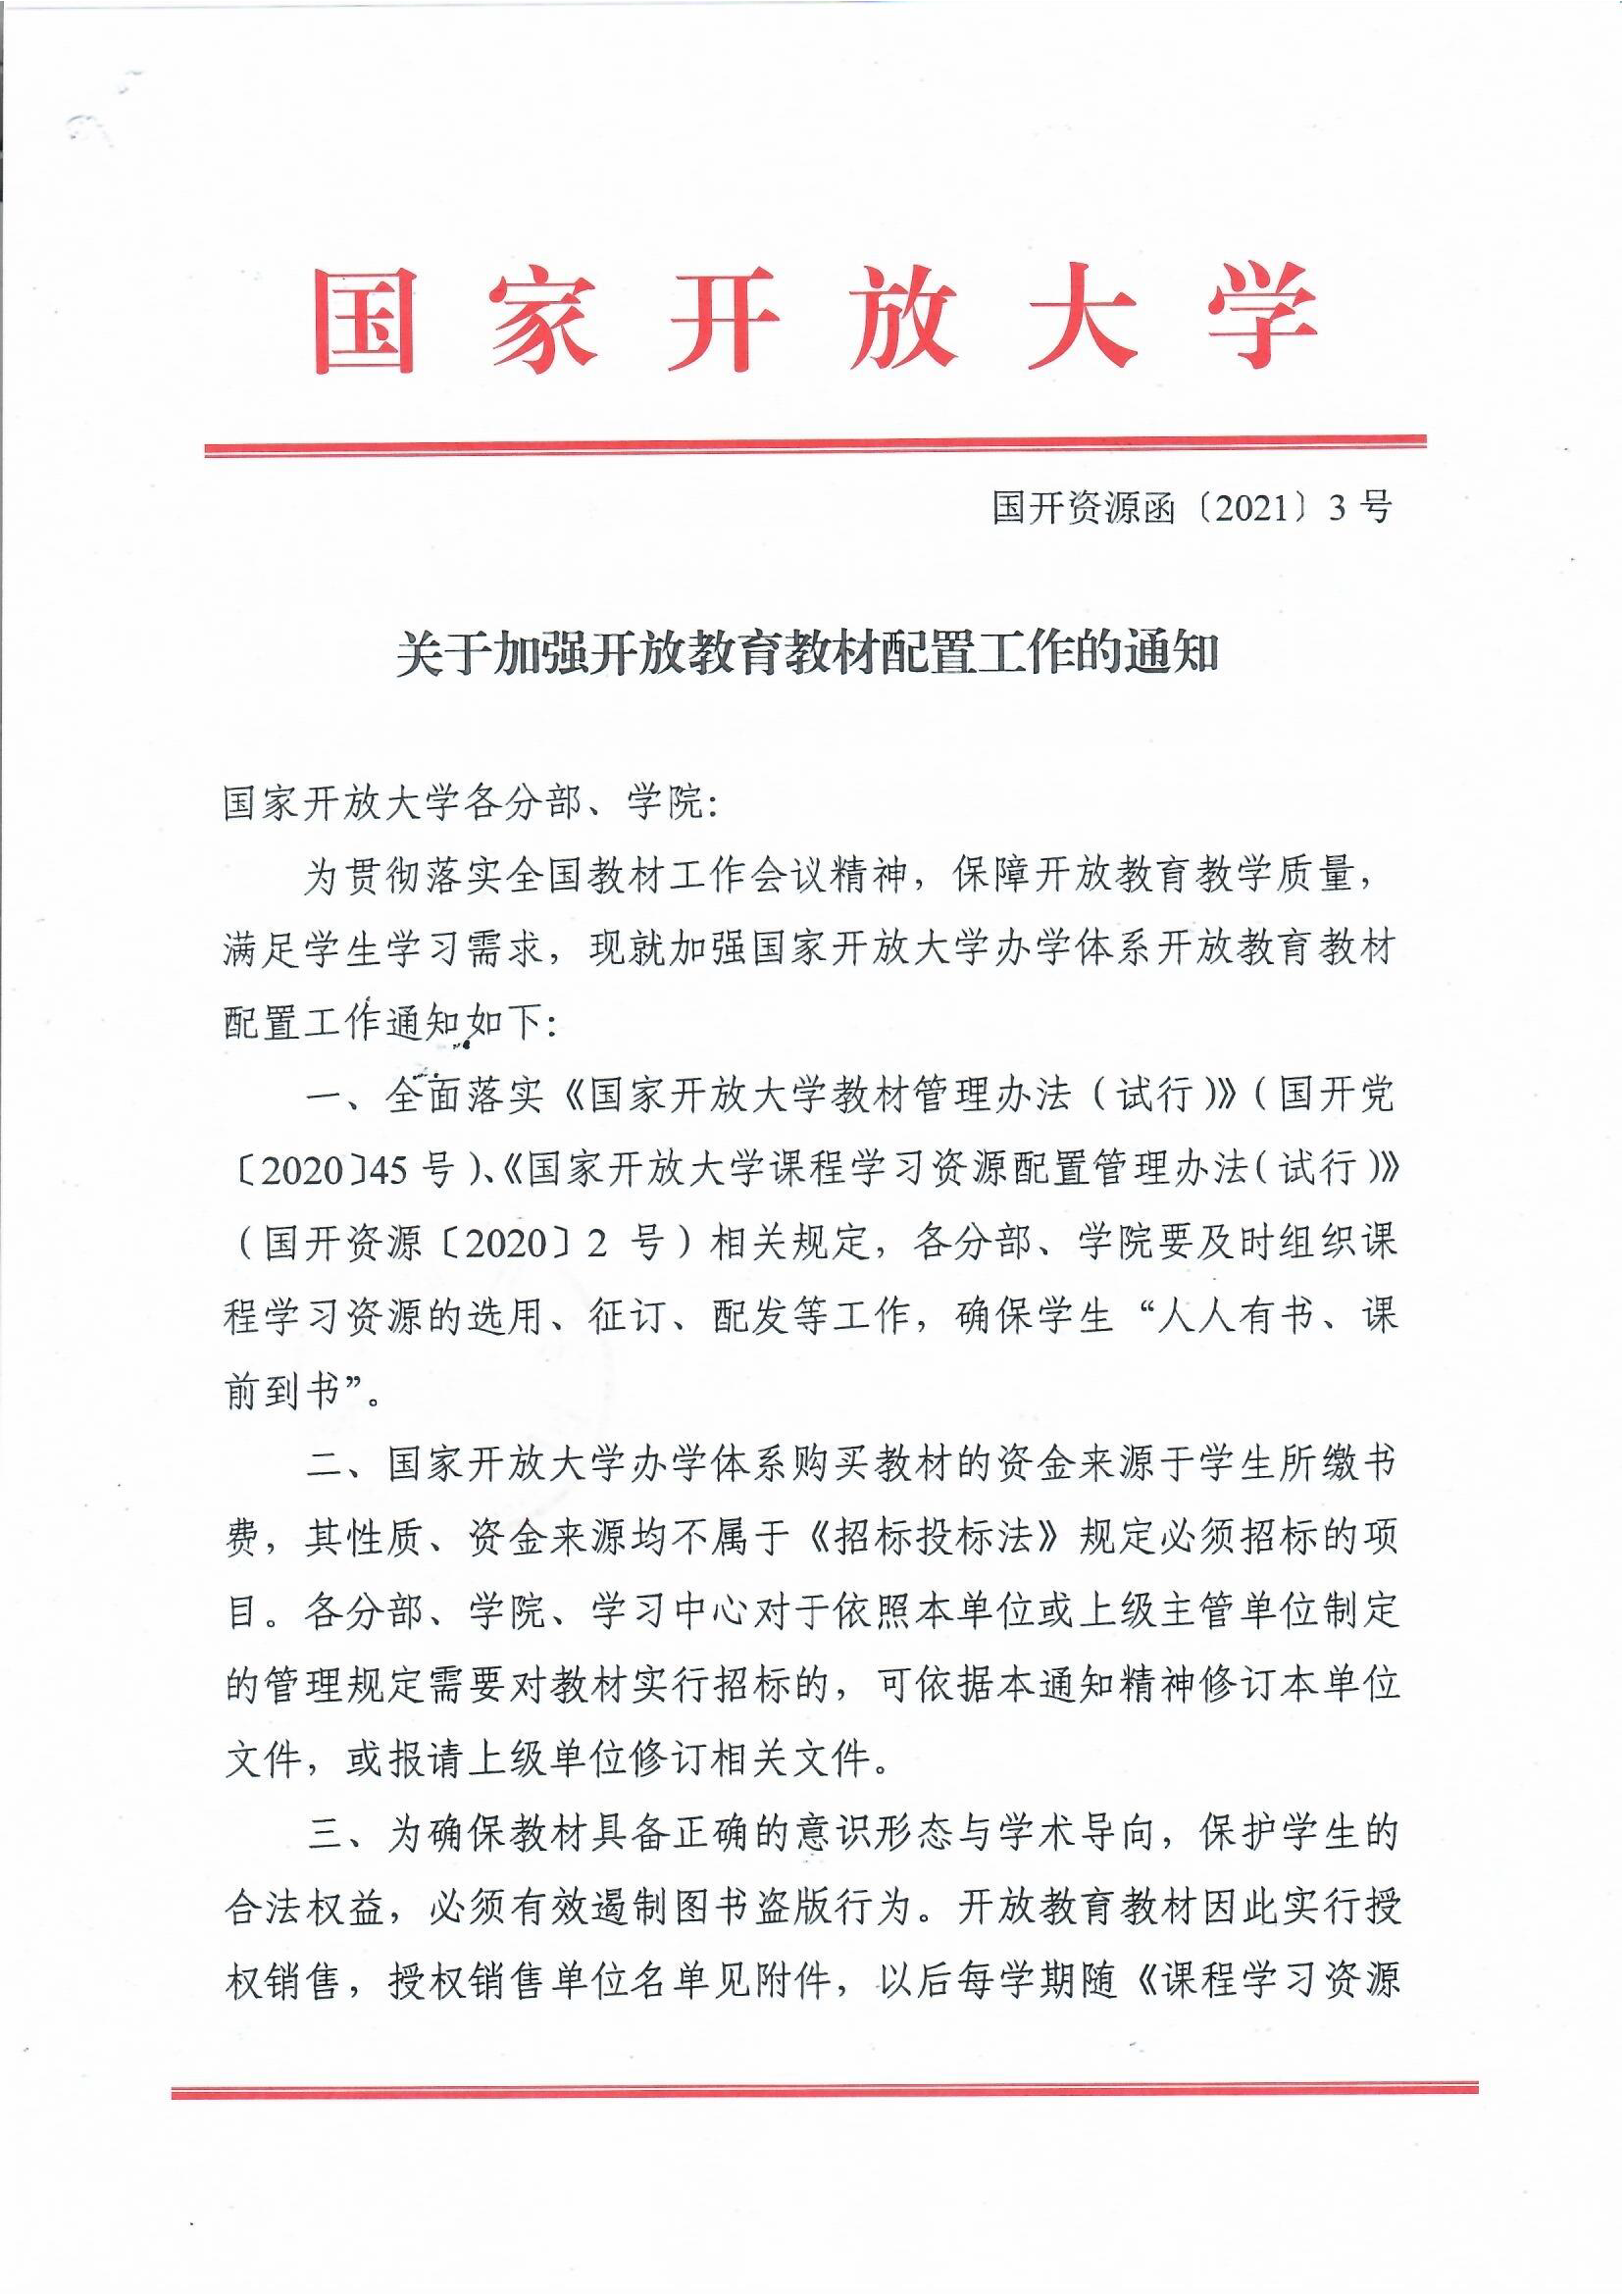 国家开放大学
国开资源函〔2021〕3 号
关于加强开放教育教材配置工作的通知
国家开放大学各分部、学院:
为贯彻落实全国教材工作会议精神，保障开放教育教学质量，
满足学生学习需求，现就加强国家开放大学办学体系开放教育教材
配置工作通知如下:
一、全面落实《国家开放大学教材管理办法（试行）》（国开党
〔2020〕45 号）、《国家开放大学课程学习资源配置管理办法（试行）》
（国开资源〔2020〕2 号）相关规定，各分部、学院要及时组织课
程学习资源的选用、征订、配发等工作，确保学生“人人有书、课
前到书”。
二、国家开放大学办学体系购买教材的资金来源于学生所缴书
费，其性质、资金来源均不属于《招标投标法》规定必须招标的项
目。各分部、学院、学习中心对于依照本单位或上级主管单位制定
的管理规定需要对教材实行招标的，可依据本通知精神修订本单位
文件，或报请上级单位修订相关文件。
三、为确保教材具备正确的意识形态与学术导向，保护学生的
合法权益，必须有效遏制图书盗版行为。开放教育教材因此实行授
权销售，授权销售单位名单见附件，以后每学期随《课程学习资源